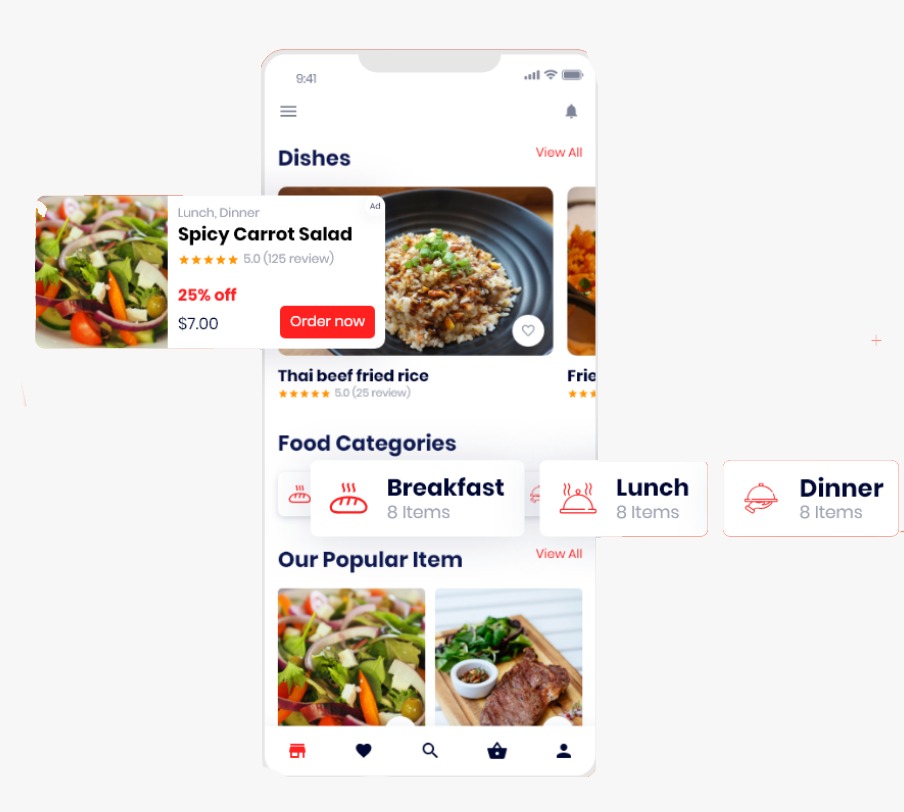 9:41
Dishes
View All
Lunch, Dinner
Ad
Spicy Carrot Salad
5.0 (125 review)
25% off
$7.00
Order now
Thai beef fried rice
5.0 (25 review)
Frie
Food Categories
Breakfast
8 Items
Lunch
8 Items
Dinner
8 Items
Our Popular Item
View All